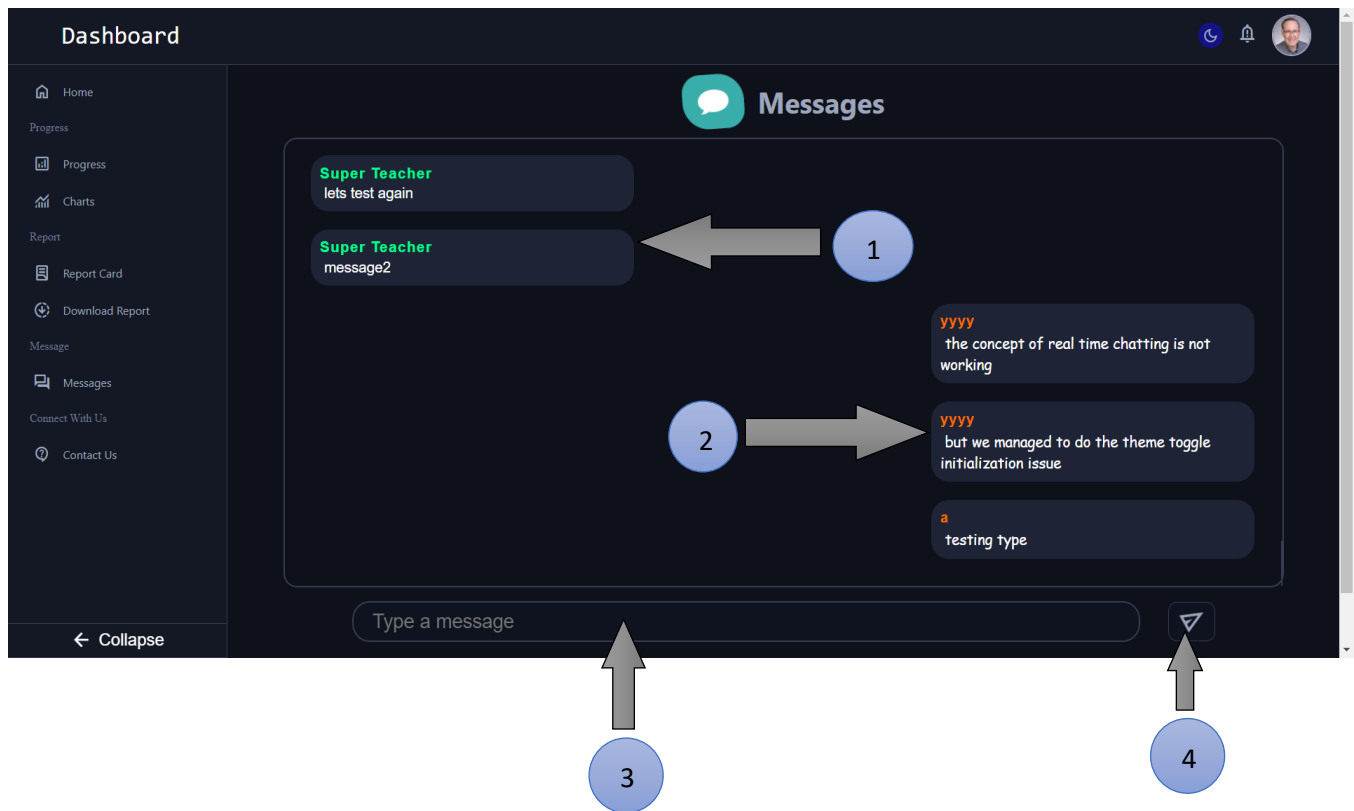 Dashboard
Home
Progress
Progress
Charts
Report
Report Card
Download Report
Message
Messages
Connect With Us
Contact Us
Collapse
Messages
Super Teacher
lets test again
Super Teacher
message2
1
yyyy
the concept of real time chatting is not
working
2
yyyy
but we managed to do the theme toggle
initialization issue
a
testing type
Type a message
3
4